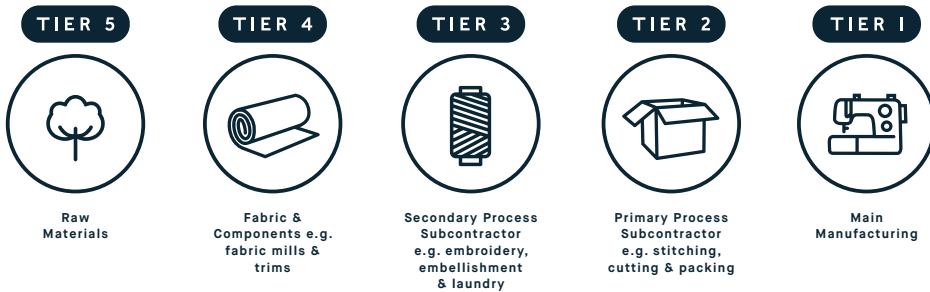 TIER 5
TIER 4
TIER 3
TIER 2
TIER 1
Raw
Materials
Fabric &
Components e.g.
fabric mills &
trims
Secondary Process
Subcontractor
e.g. embroidery,
embellishment
& laundry
Primary Process
Subcontractor
e.g. stitching,
cutting & packing
Main
Manufacturing